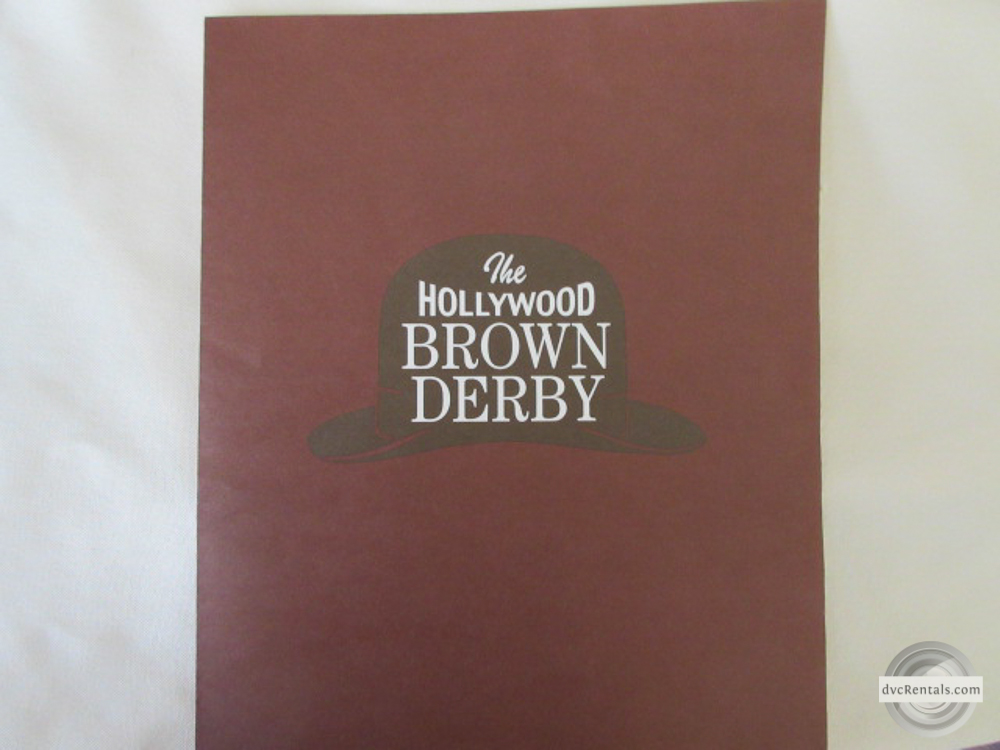 The
HOLLYWOOD
BROWN
DERBY
dvcRentals.com